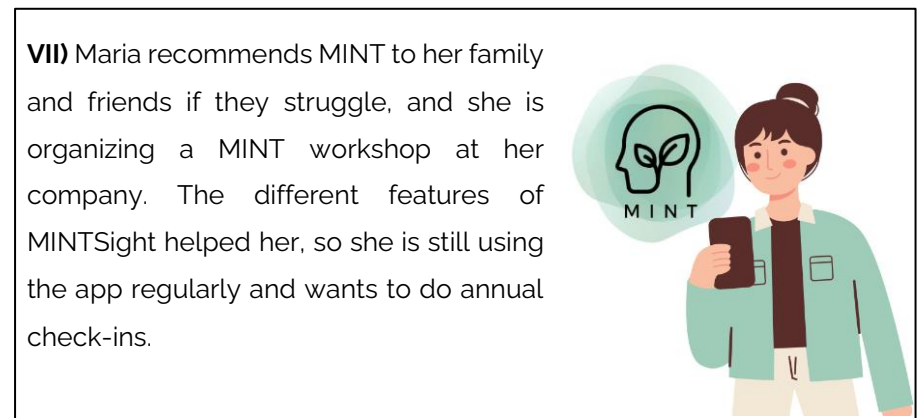 VII) Maria recommends MINT to her family
and friends if they struggle, and she is
organizing a MINT workshop at her
company. The different features of
MINTSight helped her, so she is still using
the app regularly and wants to do annual
check-ins.
MINT